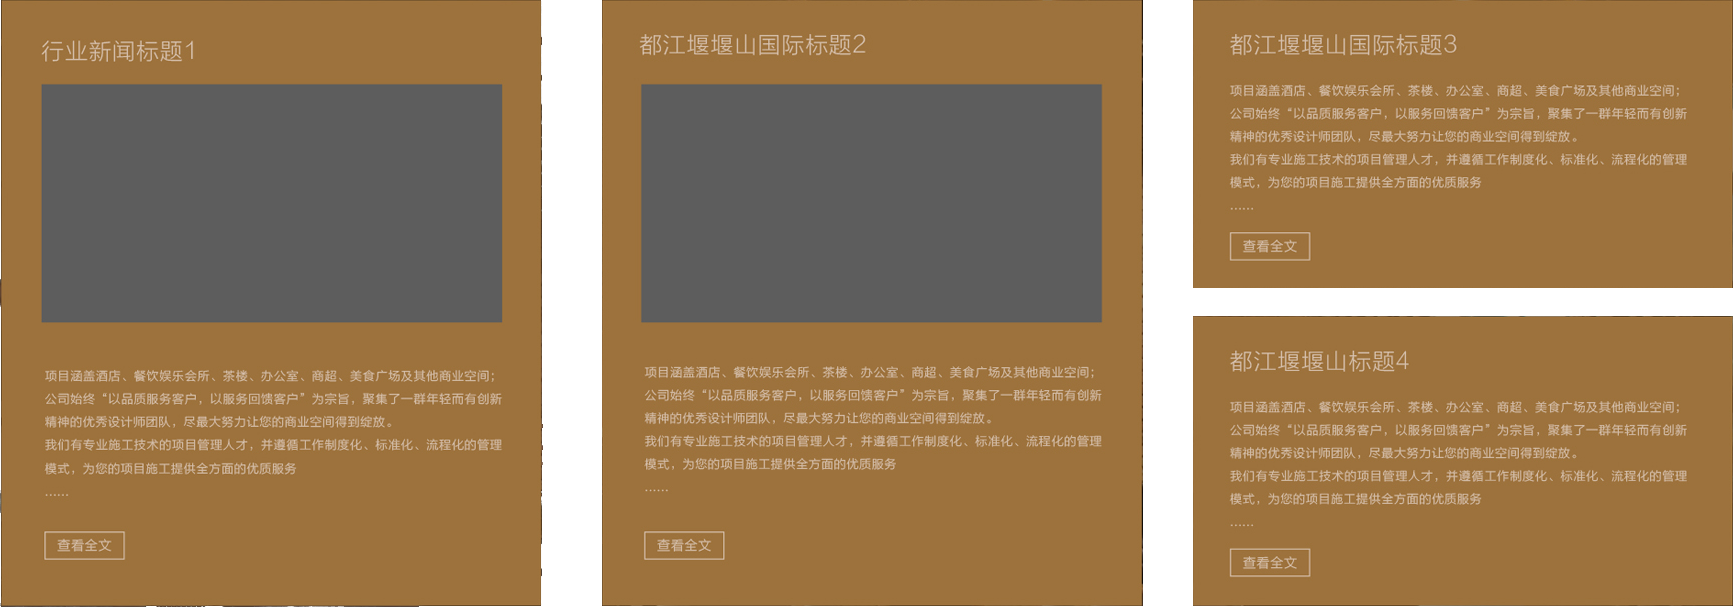 行业新闻标题1
项目涵盖酒店、餐饮娱乐会所、茶楼、办公室、商超、美食广场及其他商业空间；
公司始终“以品质服务客户，以服务回馈客户”为宗旨，聚集了一群年轻而有创新
精神的优秀设计师团队，尽最大努力让您的商业空间得到绽放。
我们有专业施工技术的项目管理人才，并遵循工作制度化、标准化、流程化的管理
模式，为您的项目施工提供全方面的优质服务
......
查看全文
都江堰堰山国际标题2
项目涵盖酒店、餐饮娱乐会所、茶楼、办公室、商超、美食广场及其他商业空间；
公司始终“以品质服务客户，以服务回馈客户”为宗旨，聚集了一群年轻而有创新
精神的优秀设计师团队，尽最大努力让您的商业空间得到绽放。
我们有专业施工技术的项目管理人才，并遵循工作制度化、标准化、流程化的管理
模式，为您的项目施工提供全方面的优质服务
......
查看全文
都江堰堰山国际标题3
项目涵盖酒店、餐饮娱乐会所、茶楼、办公室、商超、美食广场及其他商业空间；
公司始终“以品质服务客户，以服务回馈客户”为宗旨，聚集了一群年轻而有创新
精神的优秀设计师团队，尽最大努力让您的商业空间得到绽放。
我们有专业施工技术的项目管理人才，并遵循工作制度化、标准化、流程化的管理
模式，为您的项目施工提供全方面的优质服务
......
查看全文
都江堰堰山标题4
项目涵盖酒店、餐饮娱乐会所、茶楼、办公室、商超、美食广场及其他商业空间；
公司始终“以品质服务客户，以服务回馈客户”为宗旨，聚集了一群年轻而有创新
精神的优秀设计师团队，尽最大努力让您的商业空间得到绽放。
我们有专业施工技术的项目管理人才，并遵循工作制度化、标准化、流程化的管理
模式，为您的项目施工提供全方面的优质服务
......
查看全文